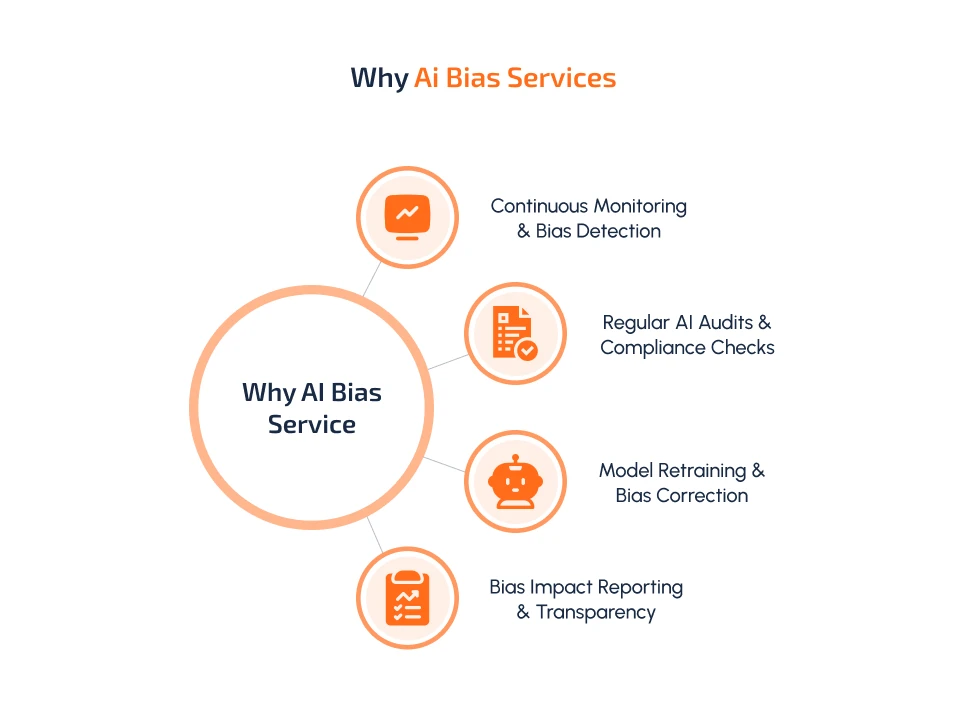 Why Ai Bias Services
Continuous Monitoring
& Bias Detection
Regular AI Audits &
Compliance Checks
Why AI Bias
Service
Model Retraining &
Bias Correction
Bias Impact Reporting
& Transparency